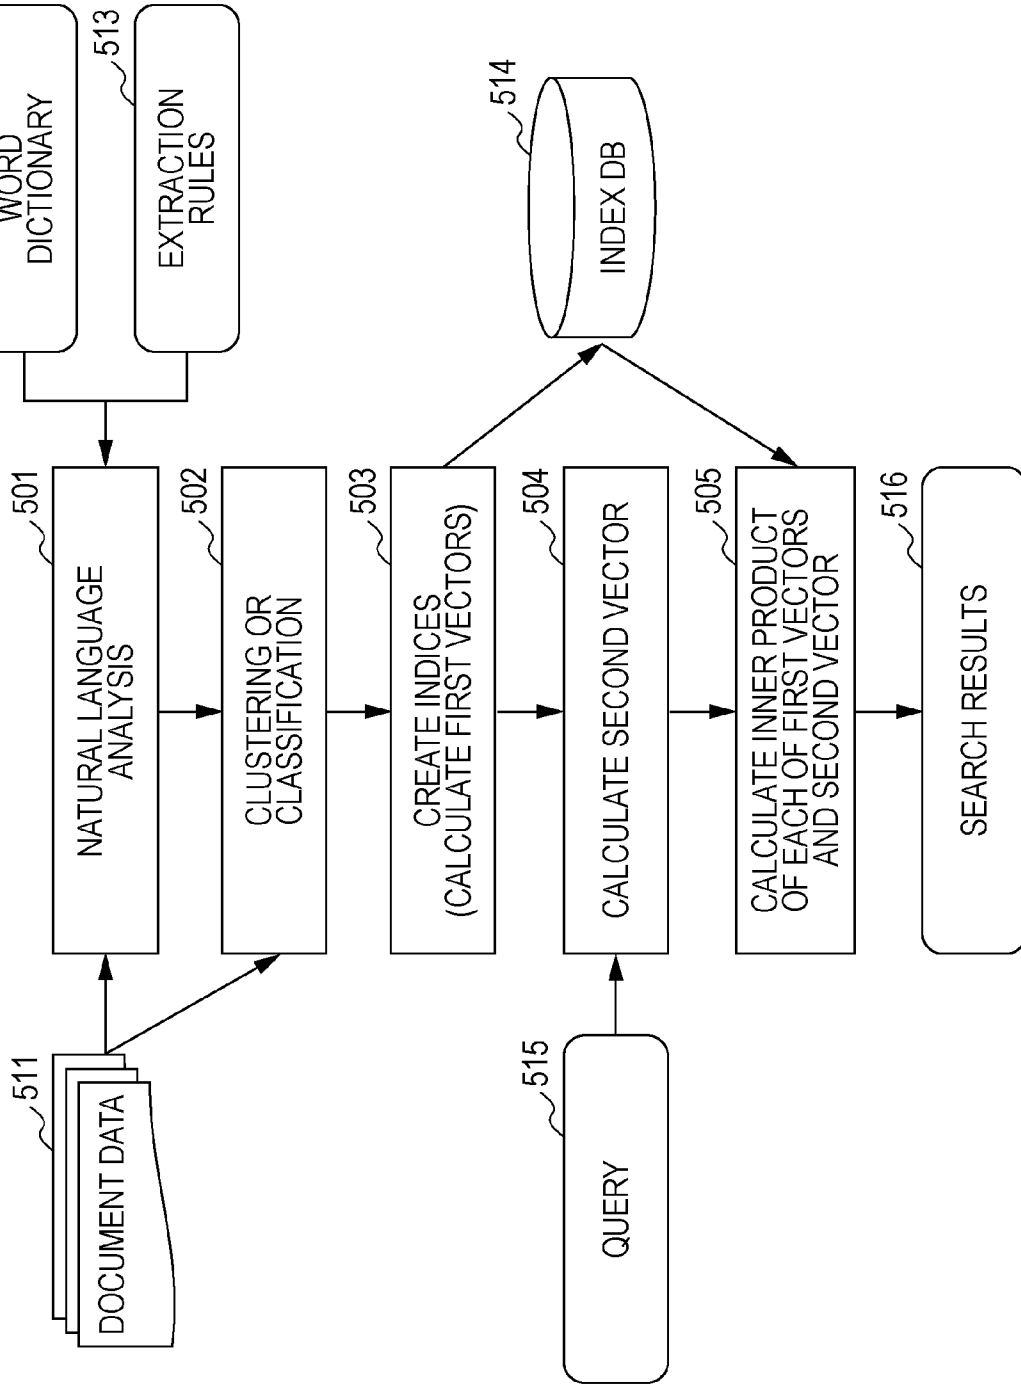 WORD
DICTIONARY
513
EXTRACTION
RULES
511
DOCUMENT DATA
501
NATURAL LANGUAGE
ANALYSIS
502
CLUSTERING OR
CLASSIFICATION
503
CREATE INDICES
(CALCULATE FIRST VECTORS)
514
INDEX DB
515
QUERY
504
CALCULATE SECOND VECTOR
505
CALCULATE INNER PRODUCT
OF EACH OF FIRST VECTORS
AND SECOND VECTOR
516
SEARCH RESULTS